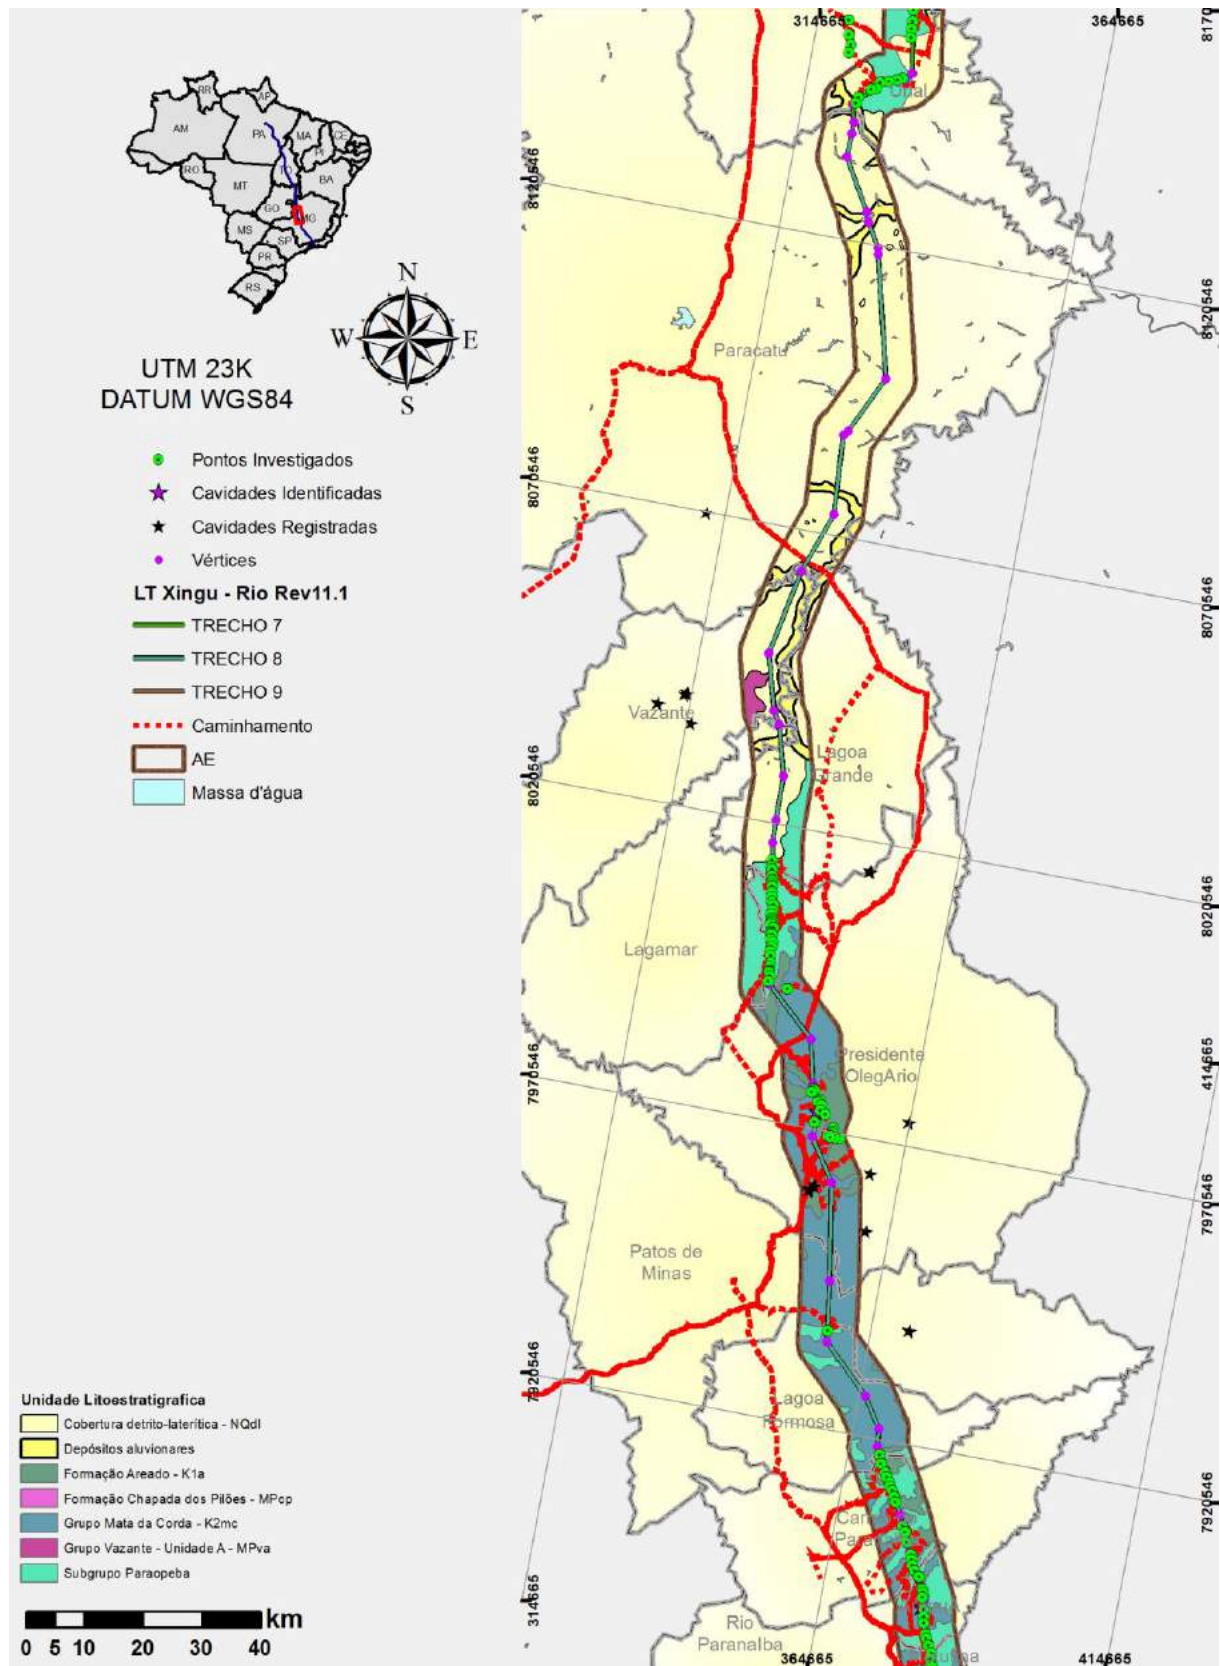 314665
364665
8170
RR
AP
AM
PA
MA
CE
PI
RO
TO
BA
MT
GO
MG
MS
SP
PR
RS
N
W
E
S
UTM 23K
DATUM WGS84
Pontos Investigados
Cavidades Identificadas
Cavidades Registradas
Vértices
LT Xingu - Rio Rev11.1
TRECHO 7
TRECHO 8
TRECHO 9
Caminhamento
AE
Massa d'água
8120546
8120546
Paracatu
8070546
8070546
Vazante
Lagoa
Grande
8020546
8020546
Lagamar
Presidente
OlegArio
414665
7970546
7970546
Patos de
Minas
7920546
Lagoa
Formosa
7920546
Unidade Litoestratigrafica
Cobertura detrito-laterítica - NQdl
Depósitos aluvionares
Formação Areado - K1a
Formação Chapada dos Pilões - MPcp
Grupo Mata da Corda - K2mc
Grupo Vazante - Unidade A - MPva
Subgrupo Paraopeba
km
0 5 10 20 30 40
314665
Rio
ParanaIba
364665
414665